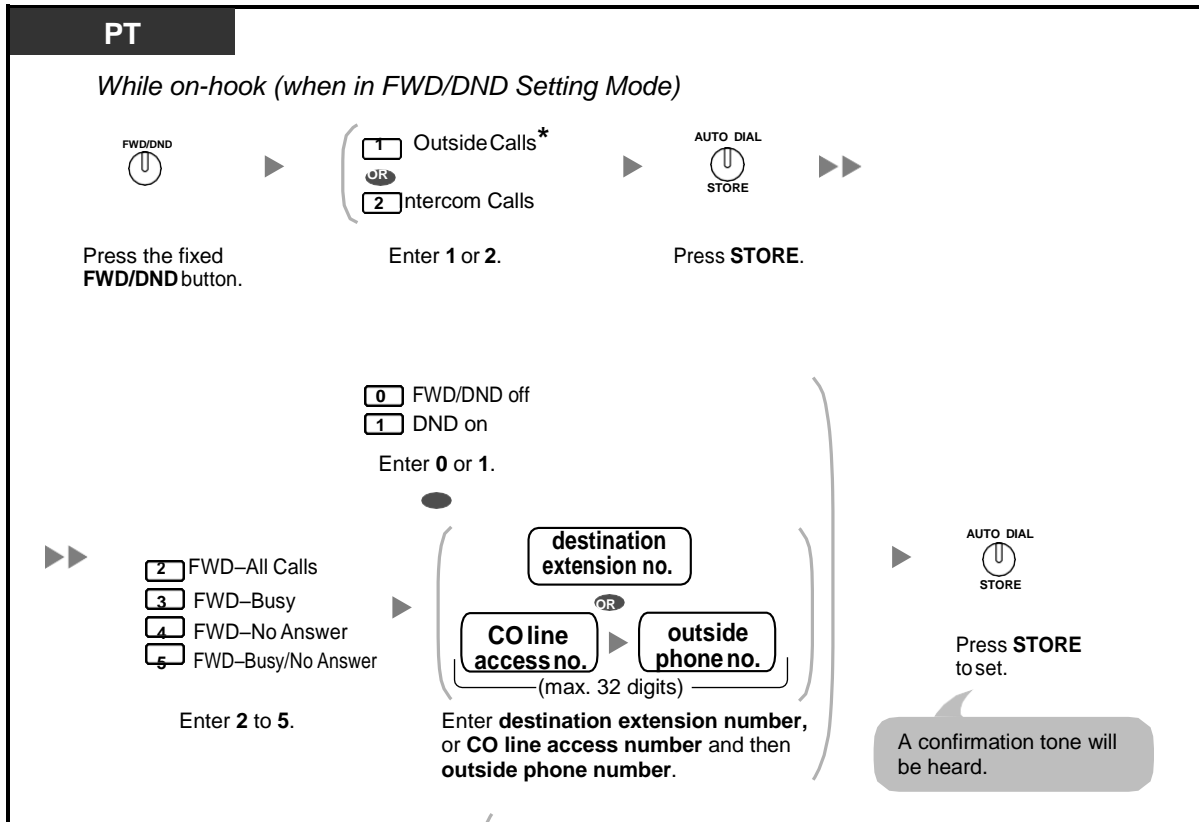 PT
While on-hook (when in FWD/DND Setting Mode)
FWD/DND
1 Outside Calls*
OR
2 ntercom Calls
AUTO DIAL
STORE
Press the fixed
FWD/DND button.
Enter 1 or 2.
Press STORE.
0 FWD/DND off
1 DND on
Enter 0 or 1.
2 FWD–All Calls
3 FWD–Busy
4 FWD–No Answer
5 FWD–Busy/No Answer
Enter 2 to 5.
destination
extension no.
OR
CO line
access no.
outside
phone no.
(max. 32 digits)
Enter destination extension number,
or CO line access number and then
outside phone number.
AUTO DIAL
STORE
Press STORE
to set.
A confirmation tone will
be heard.